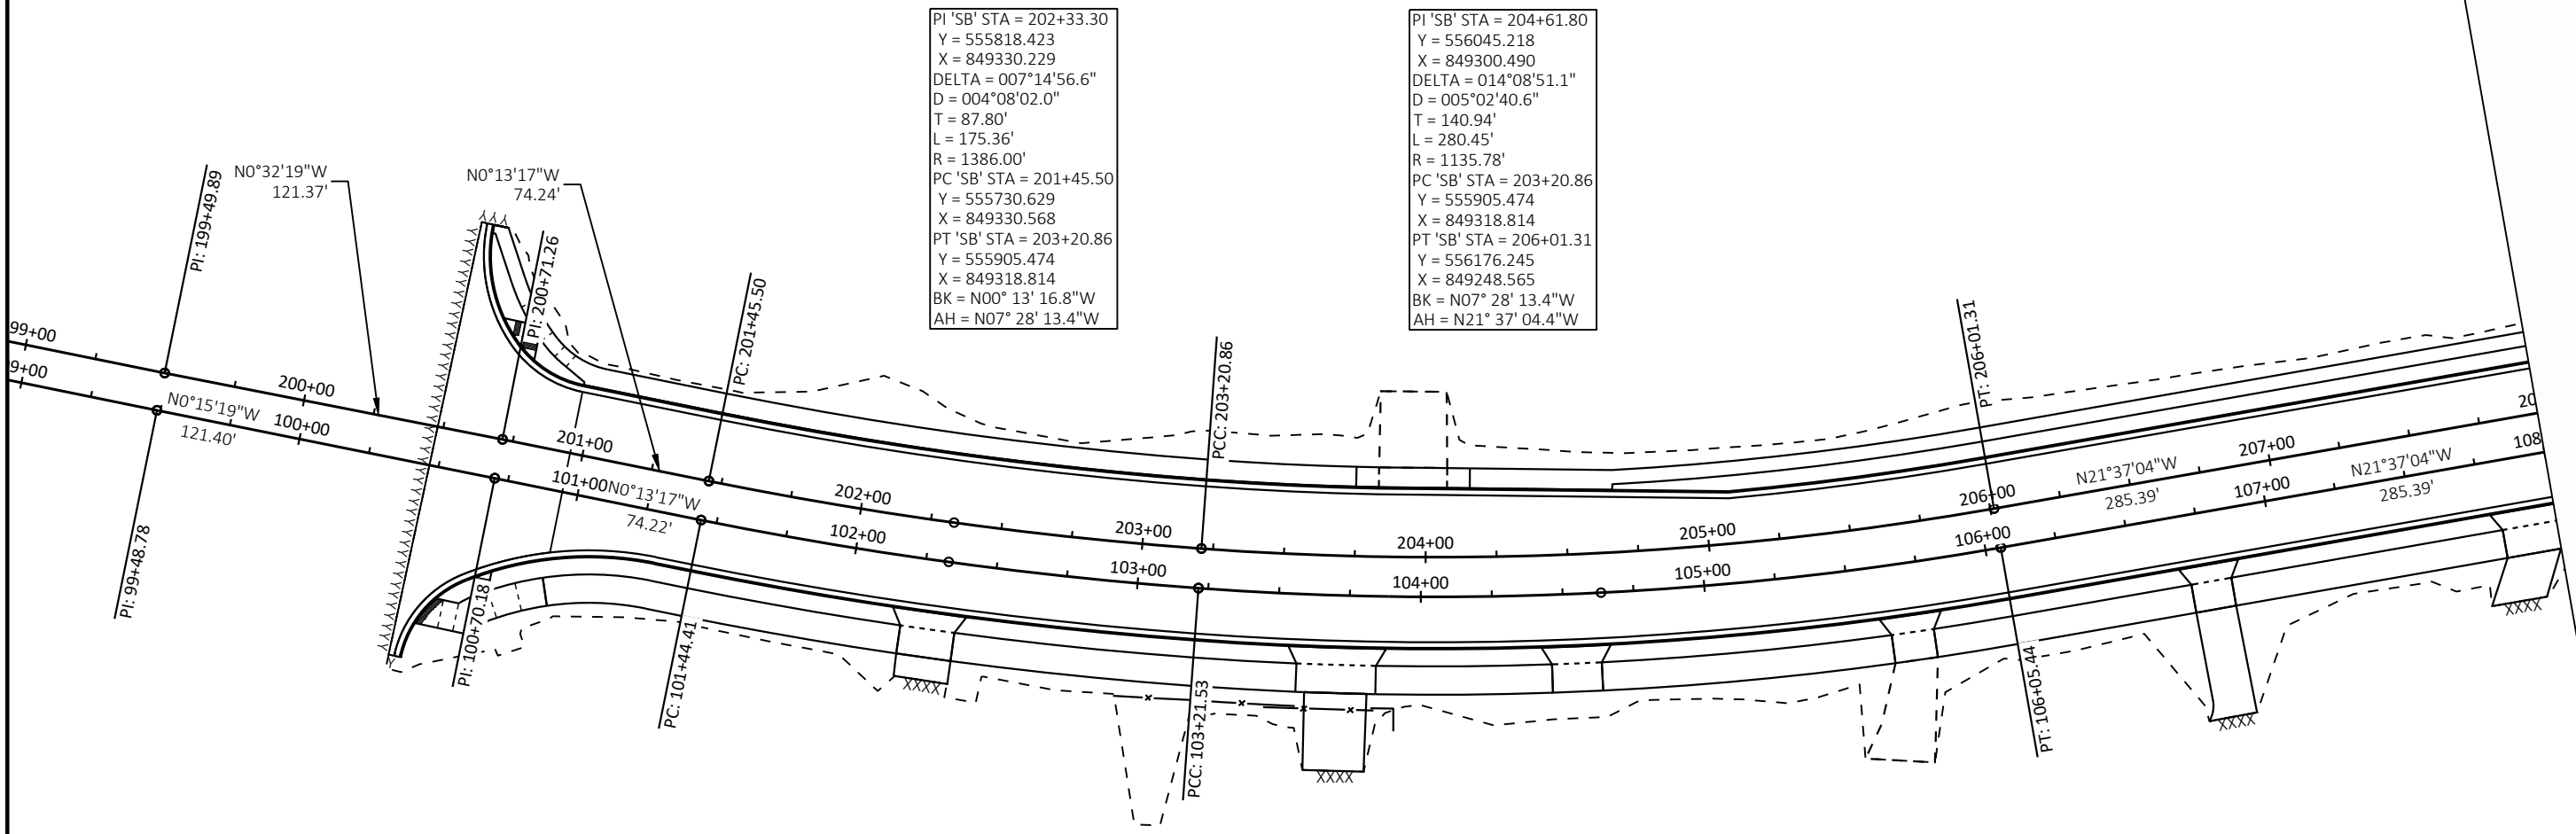 PI 'SB' STA = 202+33.30
Y = 555818.423
X = 849330.229
DELTA = 007°14'56.6"
D = 004°08'02.0"
T = 87.80'
L = 175.36'
R = 1386.00'
PC 'SB' STA = 201+45.50
Y = 555730.629
X = 849330.568
PT 'SB' STA = 203+20.86
Y = 555905.474
X = 849318.814
BK = N00° 13' 16.8"W
AH = N07° 28' 13.4"W
PI 'SB' STA = 204+61.80
Y = 556045.218
X = 849300.490
DELTA = 014°08'51.1"
D = 005°02'40.6"
T = 140.94'
L = 280.45'
R = 1135.78'
PC 'SB' STA = 203+20.86
Y = 555905.474
X = 849318.814
PT 'SB' STA = 206+01.31
Y = 556176.245
X = 849248.565
BK = N07° 28' 13.4"W
AH = N21° 37' 04.4"W
PI: 199+49.89
N0°32'19"W
121.37'
N0°13'17"W
74.24'
PI: 200+71.26
PC: 201+45.50
PCC: 203+20.86
PT: 206+01.31
99+00
200+00
201+00
202+00
203+00
204+00
205+00
206+00
207+00
20
N21°37'04"W
285.39'
9+00
N0°15'19"W
121.40'
100+00
101+00
N0°13'17"W
74.22'
102+00
103+00
104+00
105+00
106+00
107+00
108
N21°37'04"W
285.39'
PI: 99+48.78
PI: 100+70.18
PC: 101+44.41
PCC: 103+21.53
PT: 106+05.44
YYY
XXXX
XXXX
XXXX
XXXX